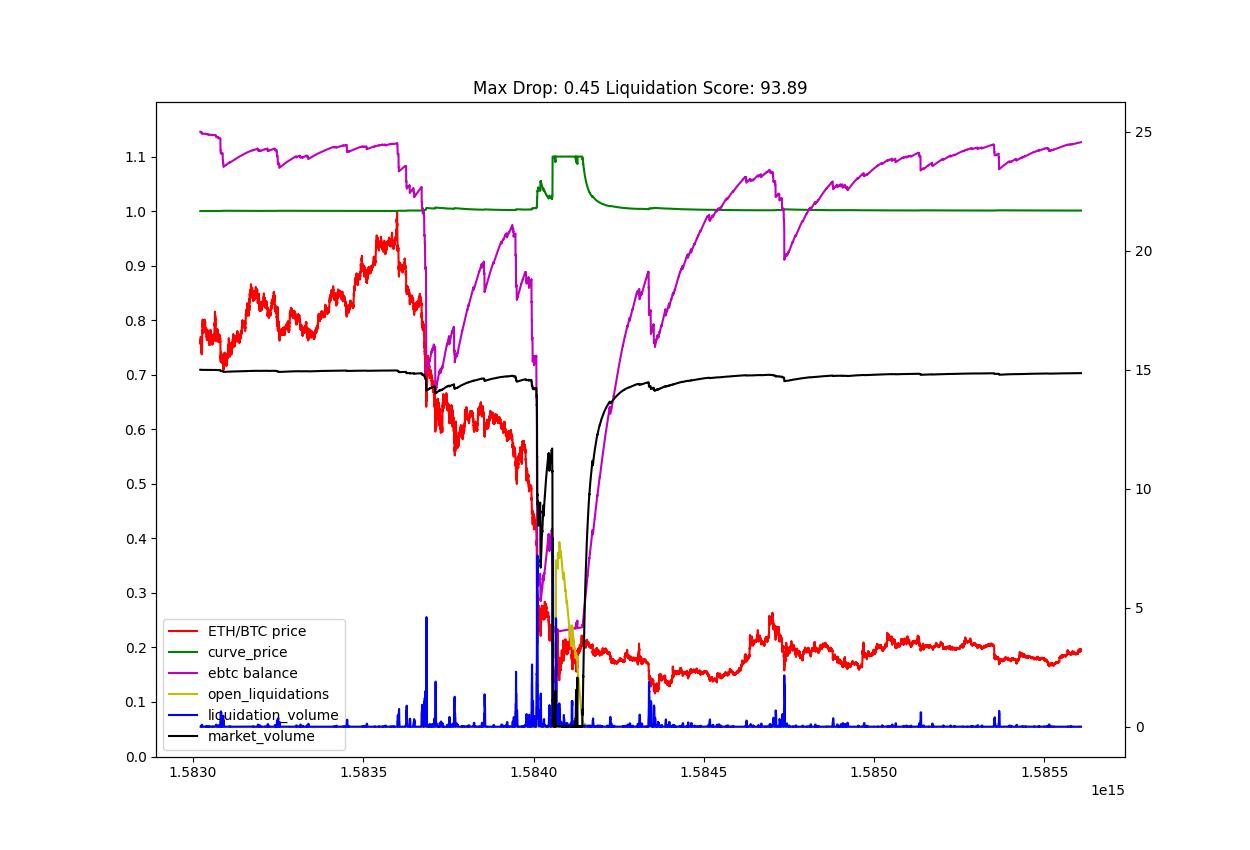 Max Drop: 0.45 Liquidation Score: 93.89
1.1
1.0
0.9
0.8
0.7
0.6
0.5
0.4
0.3
0.2
0.1
0.0
25
20
15
10
5
0
ETH/BTC price
curve_price
ebtc balance
open_liquidations
liquidation_volume
market_volume
1.5830 1.5835 1.5840 1.5845 1.5850 1.5855
1e15